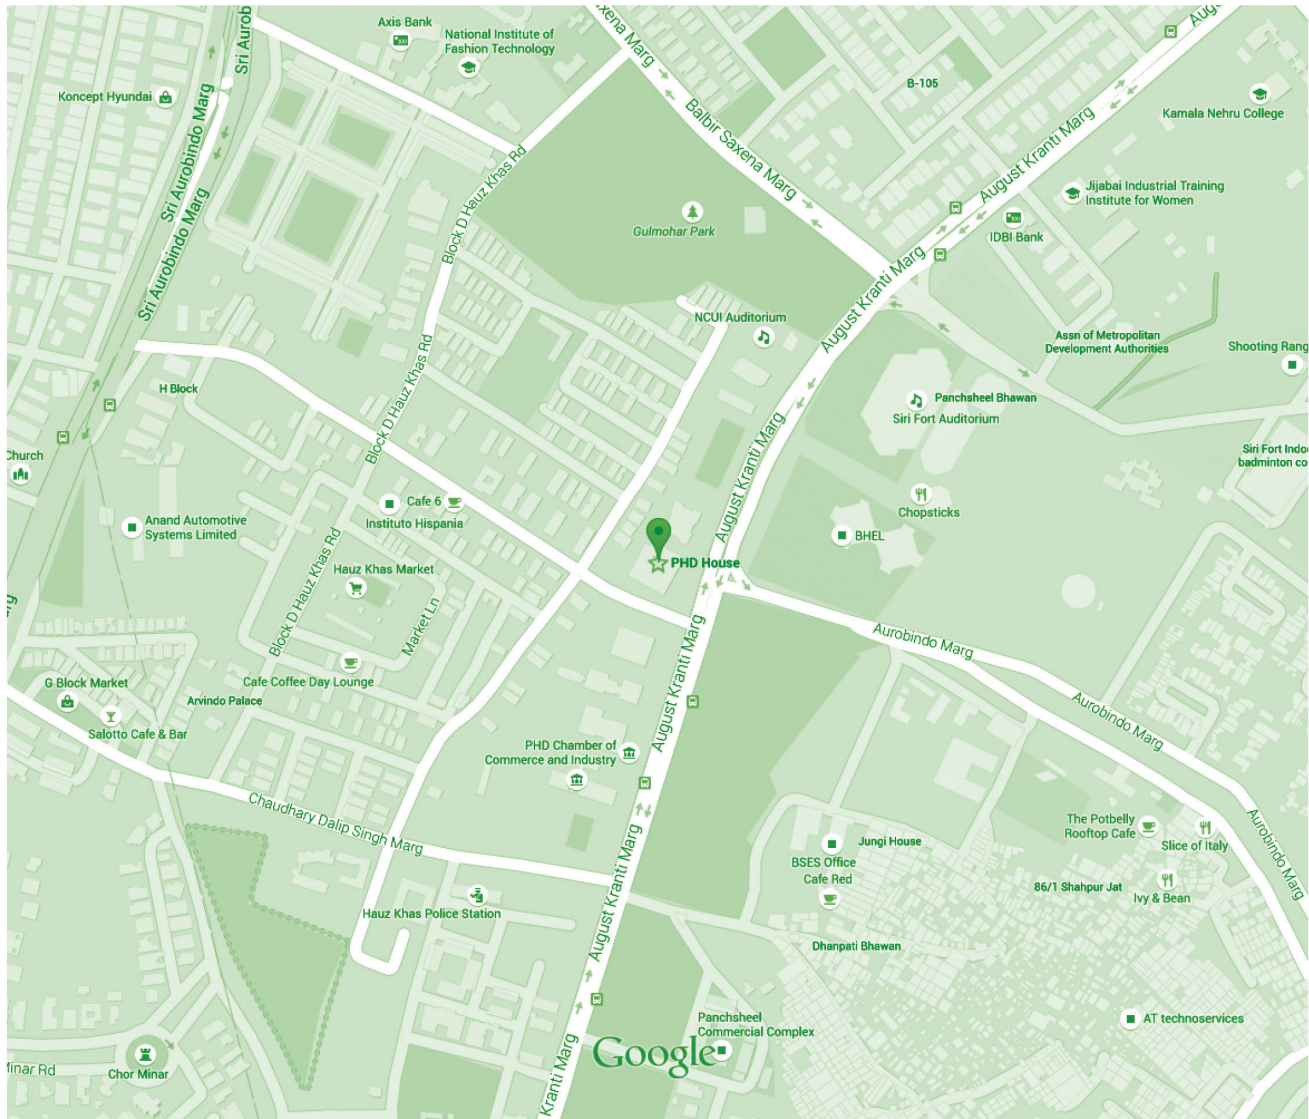 Axis Bank
National Institute of
Fashion Technology
Koncept Hyundai
Sri Aurobindo Marg
Sri Aurobindo Marg
Sri Aurob
Saxena Marg
Balbir Saxena Marg
B-105
Kamala Nehru College
August Kranti Marg
Jijabai Industrial Training
Institute for Women
IDBI Bank
Block D Hauz Khas Rd
Gulmohar Park
August Kranti Marg
NCUI Auditorium
Assn of Metropolitan
Development Authorities
Shooting Rang
H Block
Block D Hauz Khas Rd
Panchsheel Bhawan
Siri Fort Auditorium
August Kranti Marg
Church
Siri Fort Indo
badminton co
Cafe 6
Instituto Hispania
Anand Automotive
Systems Limited
Chopsticks
BHEL
PHD House
Hauz Khas Market
Block D Hauz Khas Rd
Market Ln
Aurobindo Marg
August Kranti Marg
Cafe Coffee Day Lounge
G Block Market
Arvindo Palace
Salotto Cafe & Bar
Aurobindo Marg
PHD Chamber of
Commerce and Industry
Chaudhary Dalip Singh Marg
The Potbelly
Rooftop Cafe
Slice of Italy
Aurobindo Marg
Jungi House
BSES Office
Cafe Red
86/1 Shahpur Jat
Ivy & Bean
Hauz Khas Police Station
August Kranti Marg
Dhanpati Bhawan
Panchsheel
Commercial Complex
AT technoservices
Google
Minar Rd
Chor Minar
Kranti Marg